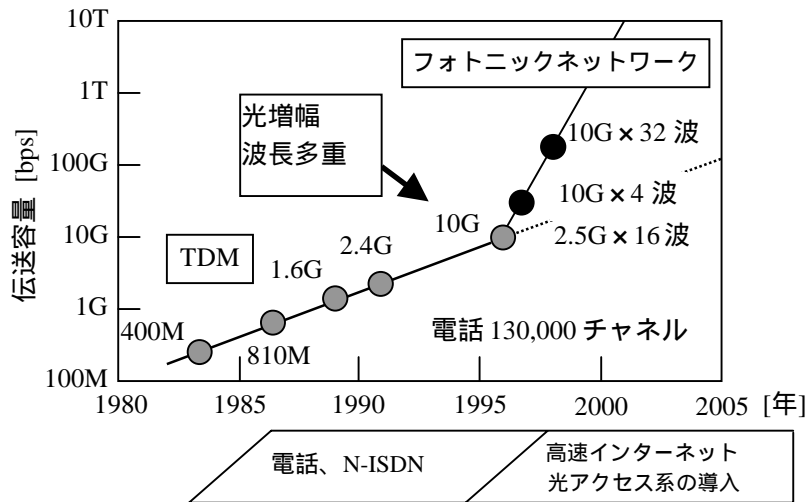 10T
1T
100G
10G
1G
100M
伝送容量 [bps]
フォトニックネットワーク
光増幅
波長多重
10G × 32 波
10G × 4 波
2.5G × 16 波
TDM
400M
810M
1.6G
2.4G
10G
電話 130,000 チャネル
1980 1985 1990 1995 2000 2005 [年]
電話、N-ISDN
高速インターネット
光アクセス系の導入